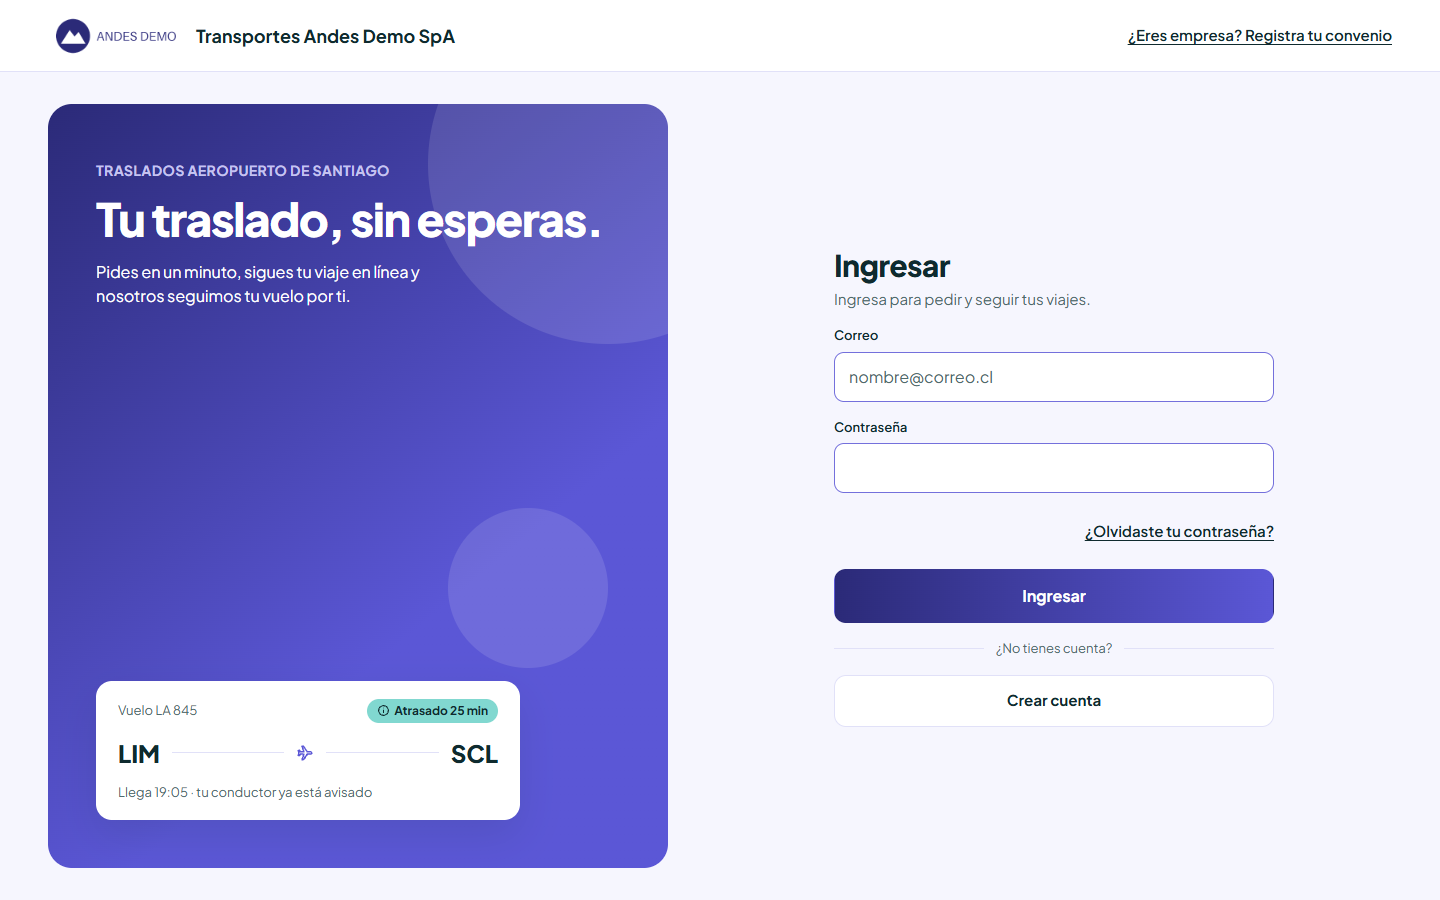 ANDES DEMO
Transportes Andes Demo SpA
¿Eres empresa? Registra tu convenio
TRASLADOS AEROPUERTO DE SANTIAGO
Tu traslado, sin esperas.
Pides en un minuto, sigues tu viaje en línea y
nosotros seguimos tu vuelo por ti.
Vuelo LA 845
Atrasado 25 min
LIM
SCL
Llega 19:05 · tu conductor ya está avisado
Ingresar
Ingresa para pedir y seguir tus viajes.
Correo
nombre@correo.cl
Contraseña
¿Olvidaste tu contraseña?
Ingresar
¿No tienes cuenta?
Crear cuenta